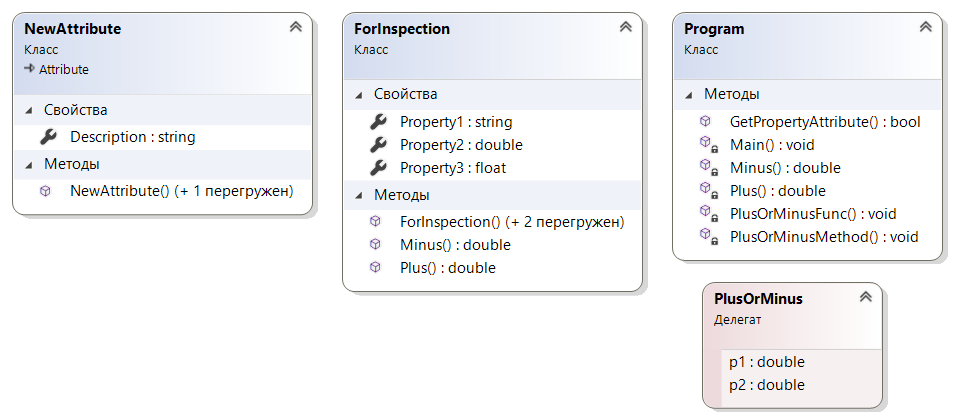 NewAttribute
Класс
Attribute
Свойства
Description : string
Методы
NewAttribute() (+ 1 перегружен)
ForInspection
Класс
Свойства
Property1 : string
Property2 : double
Property3 : float
Методы
ForInspection() (+ 2 перегружен)
Minus() : double
Plus() : double
Program
Класс
Методы
GetPropertyAttribute() : bool
Main() : void
Minus() : double
Plus() : double
PlusOrMinusFunc() : void
PlusOrMinusMethod() : void
PlusOrMinus
Делегат
p1 : double
p2 : double